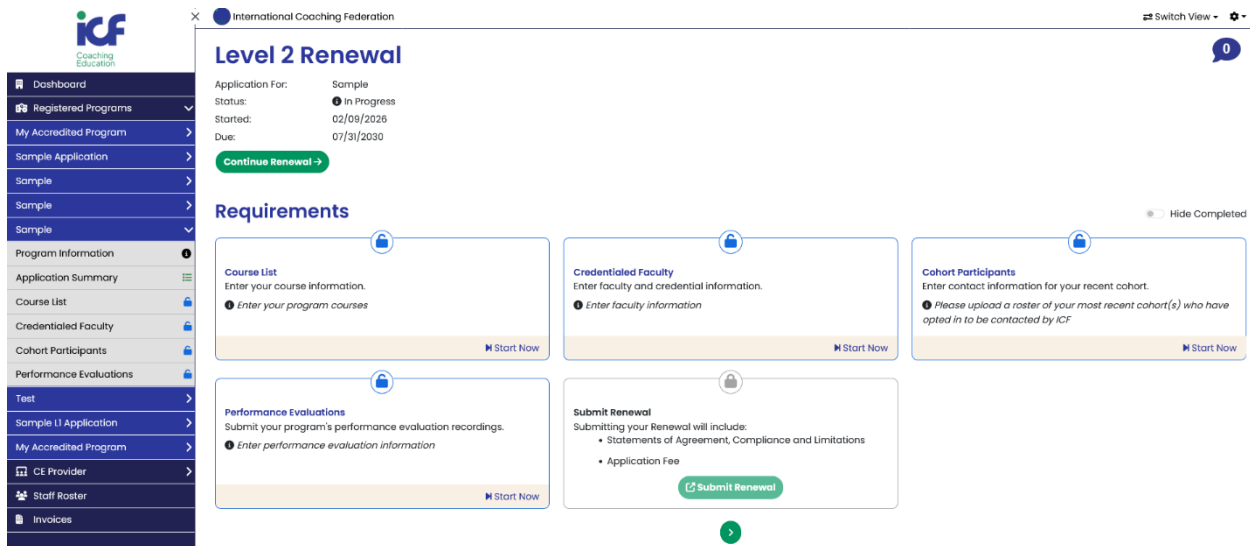 icf
Coaching
Education
Dashboard
Registered Programs
My Accredited Program
Sample Application
Sample
Sample
Sample
Program Information
Application Summary
Course List
Credentialed Faculty
Cohort Participants
Performance Evaluations
Test
Sample L1 Application
My Accredited Program
CE Provider
Staff Roster
Invoices
International Coaching Federation
Switch View
0
Level 2 Renewal
Application For: Sample
Status: In Progress
Started: 02/09/2026
Due: 07/31/2030
Continue Renewal
Requirements
Hide Completed
Course List
Enter your course information.
Enter your program courses
Start Now
Credentialed Faculty
Enter faculty and credential information.
Enter faculty information
Start Now
Cohort Participants
Enter contact information for your recent cohort.
Please upload a roster of your most recent cohort(s) who have
opted in to be contacted by ICF
Start Now
Performance Evaluations
Submit your program's performance evaluation recordings.
Enter performance evaluation information
Start Now
Submit Renewal
Submitting your Renewal will include:
• Statements of Agreement, Compliance and Limitations
• Application Fee
Submit Renewal